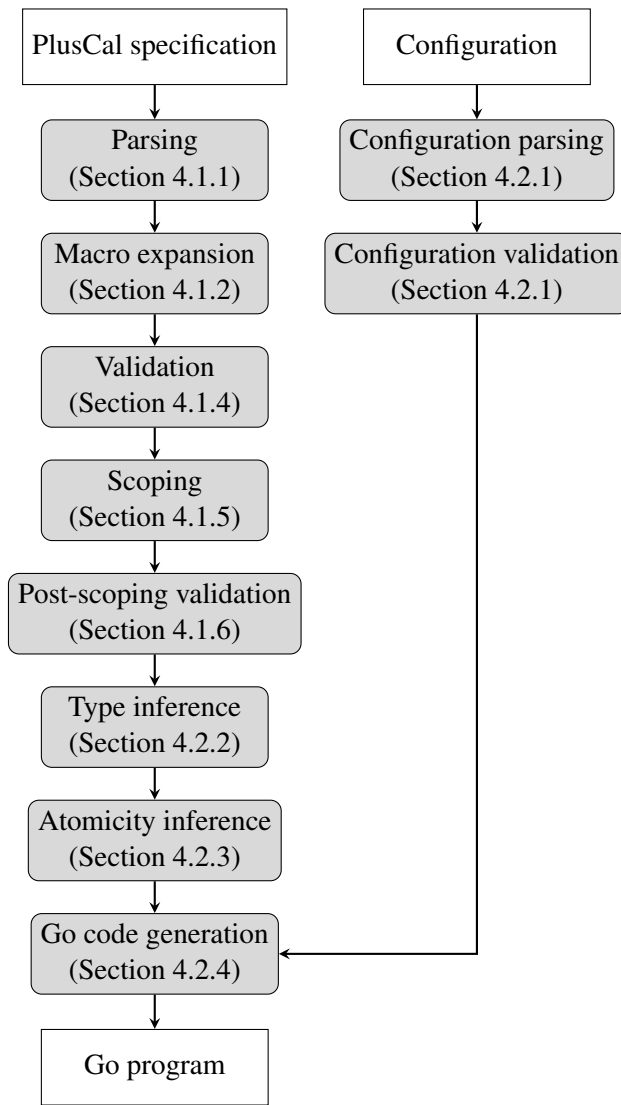 PlusCal specification
Configuration
Parsing
(Section 4.1.1)
Configuration parsing
(Section 4.2.1)
Macro expansion
(Section 4.1.2)
Configuration validation
(Section 4.2.1)
Validation
(Section 4.1.4)
Scoping
(Section 4.1.5)
Post-scoping validation
(Section 4.1.6)
Type inference
(Section 4.2.2)
Atomicity inference
(Section 4.2.3)
Go code generation
(Section 4.2.4)
Go program